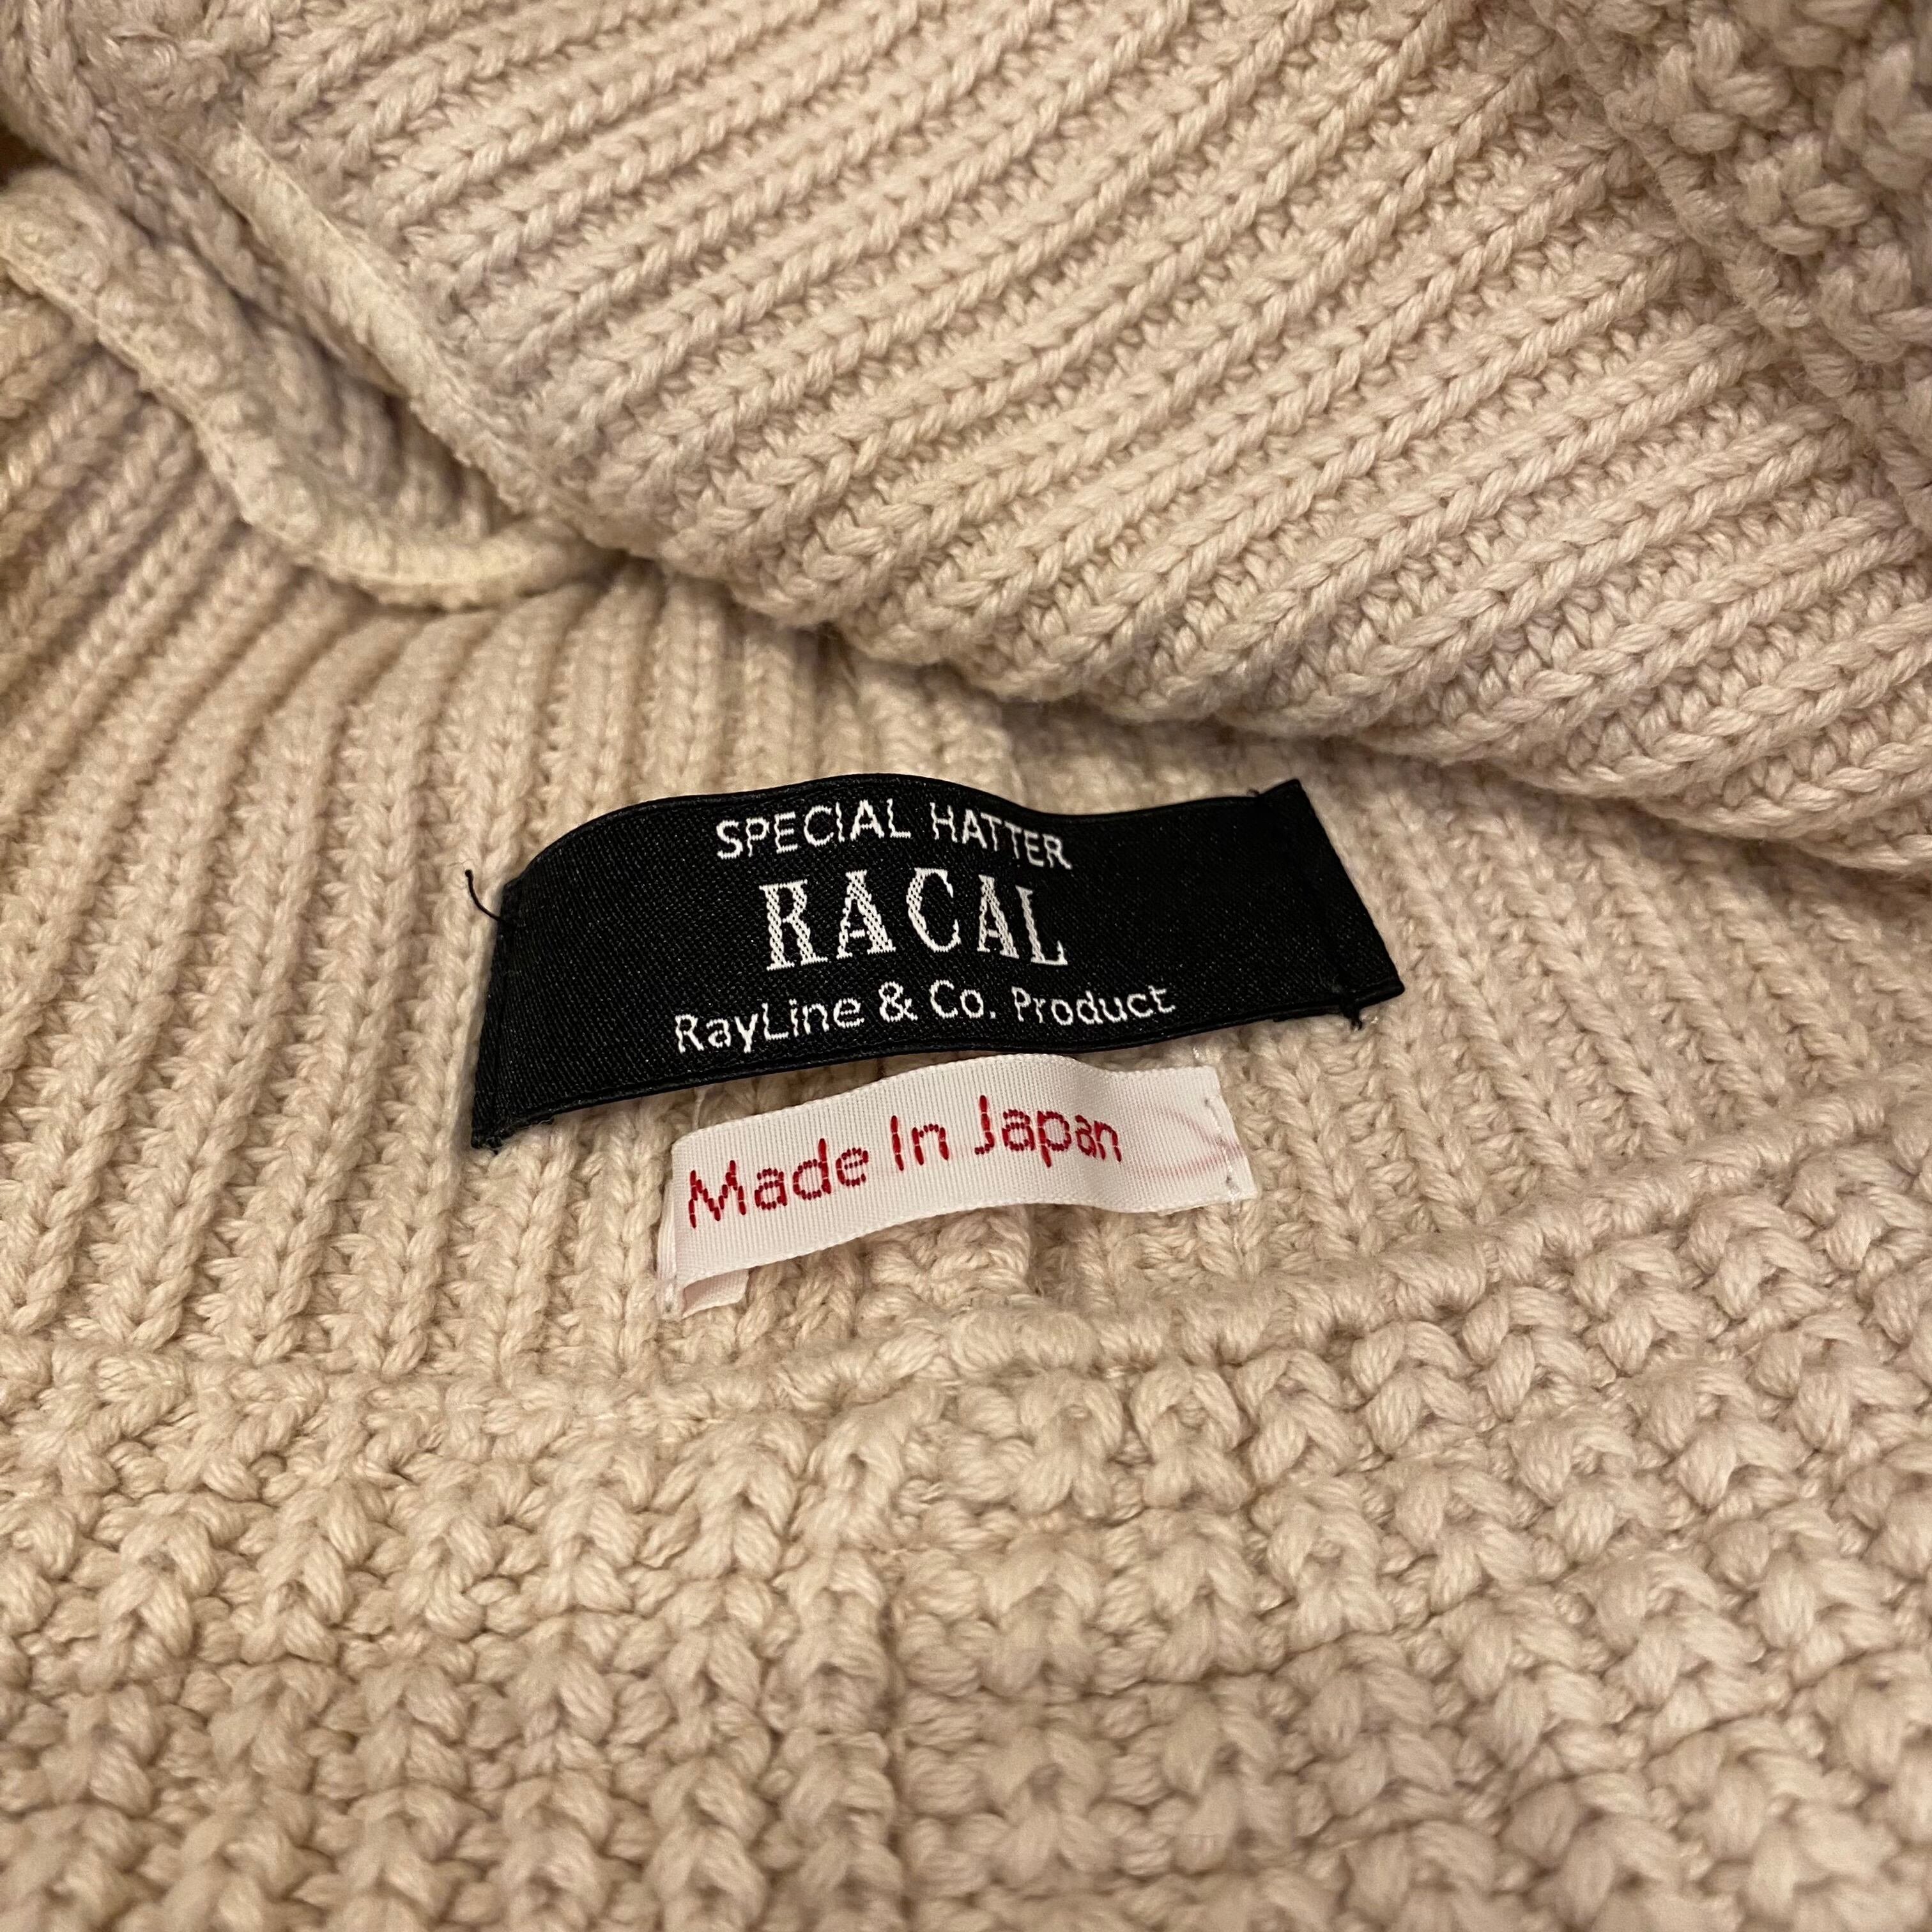 SPECIAL HATTER
RACAL
RayLine & Co. Product
Made In Japan